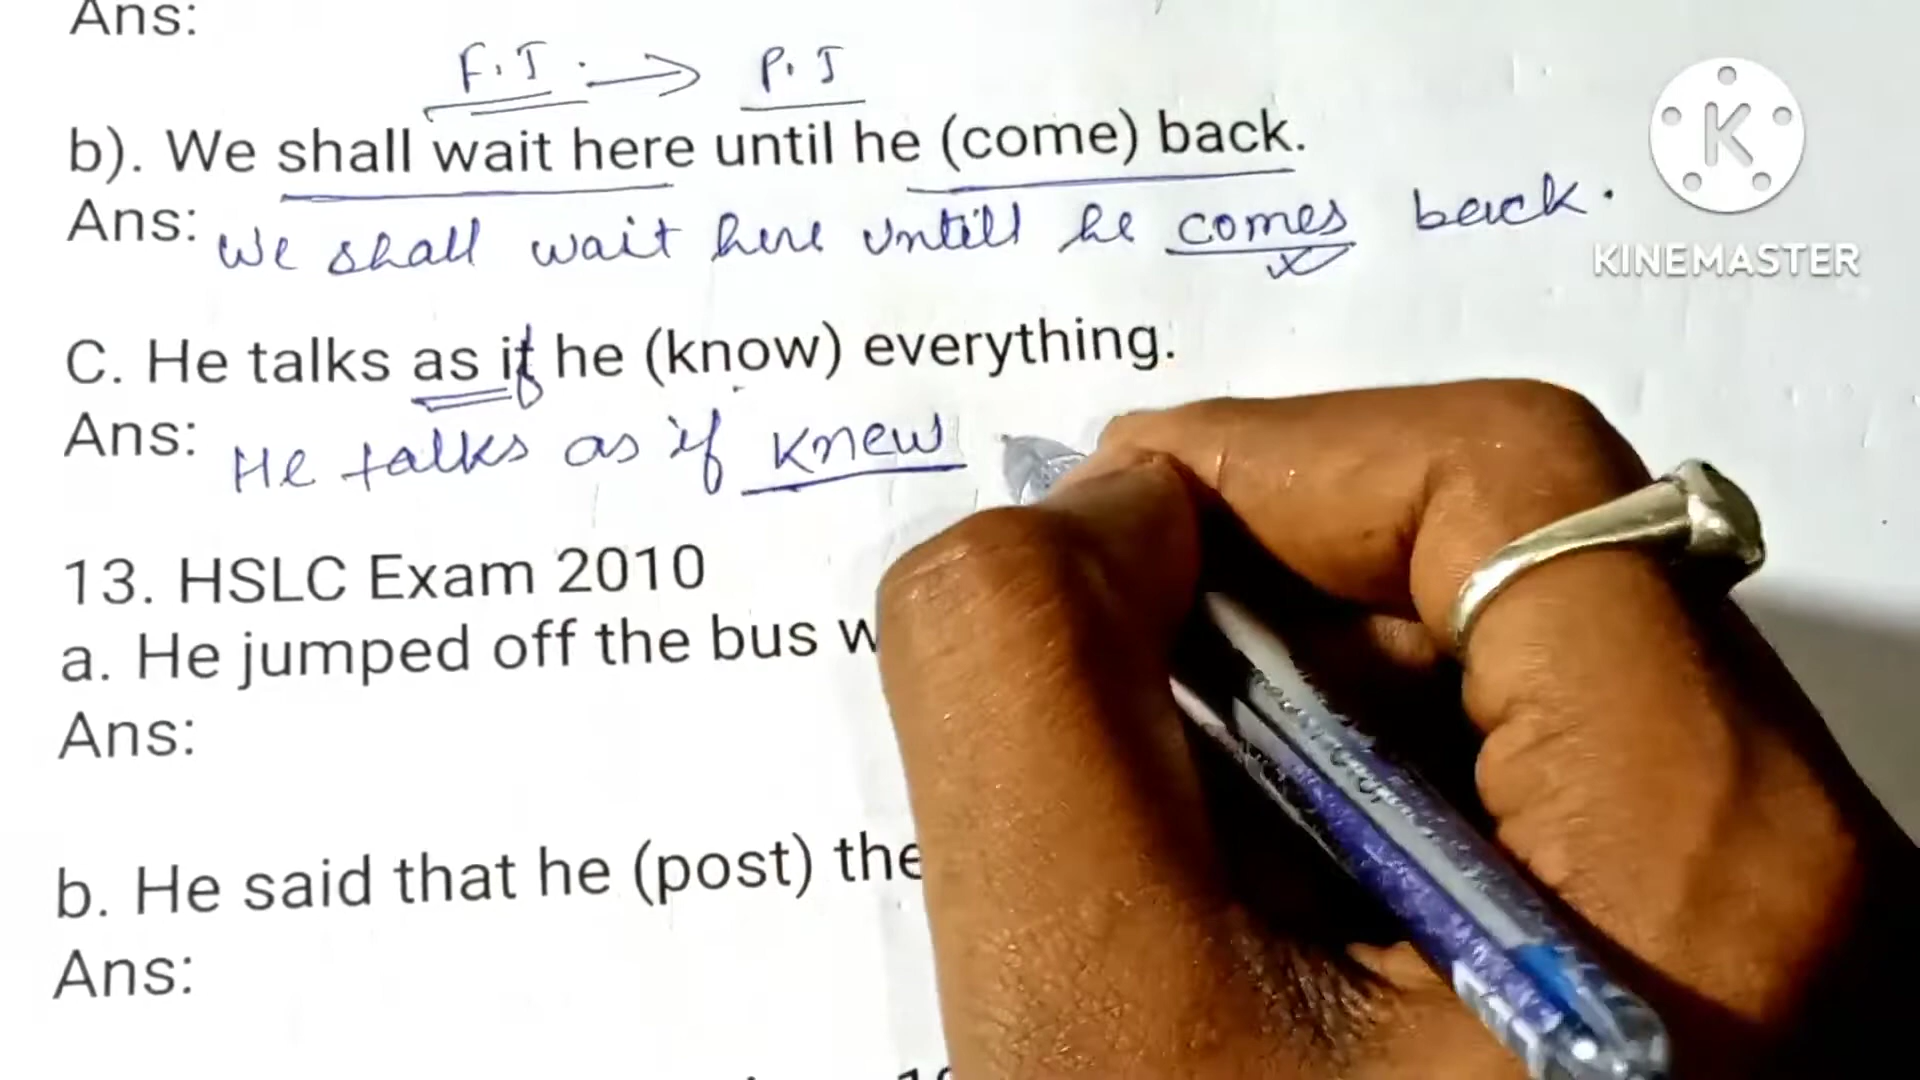 Ans:
F.T. → P.T
b). We shall wait here until he (come) back.
Ans: We shall wait here untill he comes back.
K
KINEMASTER
C. He talks as if he (know) everything.
Ans: He talks as if knew
13. HSLC Exam 2010
a. He jumped off the bus w
Ans:
b. He said that he (post) the
Ans: